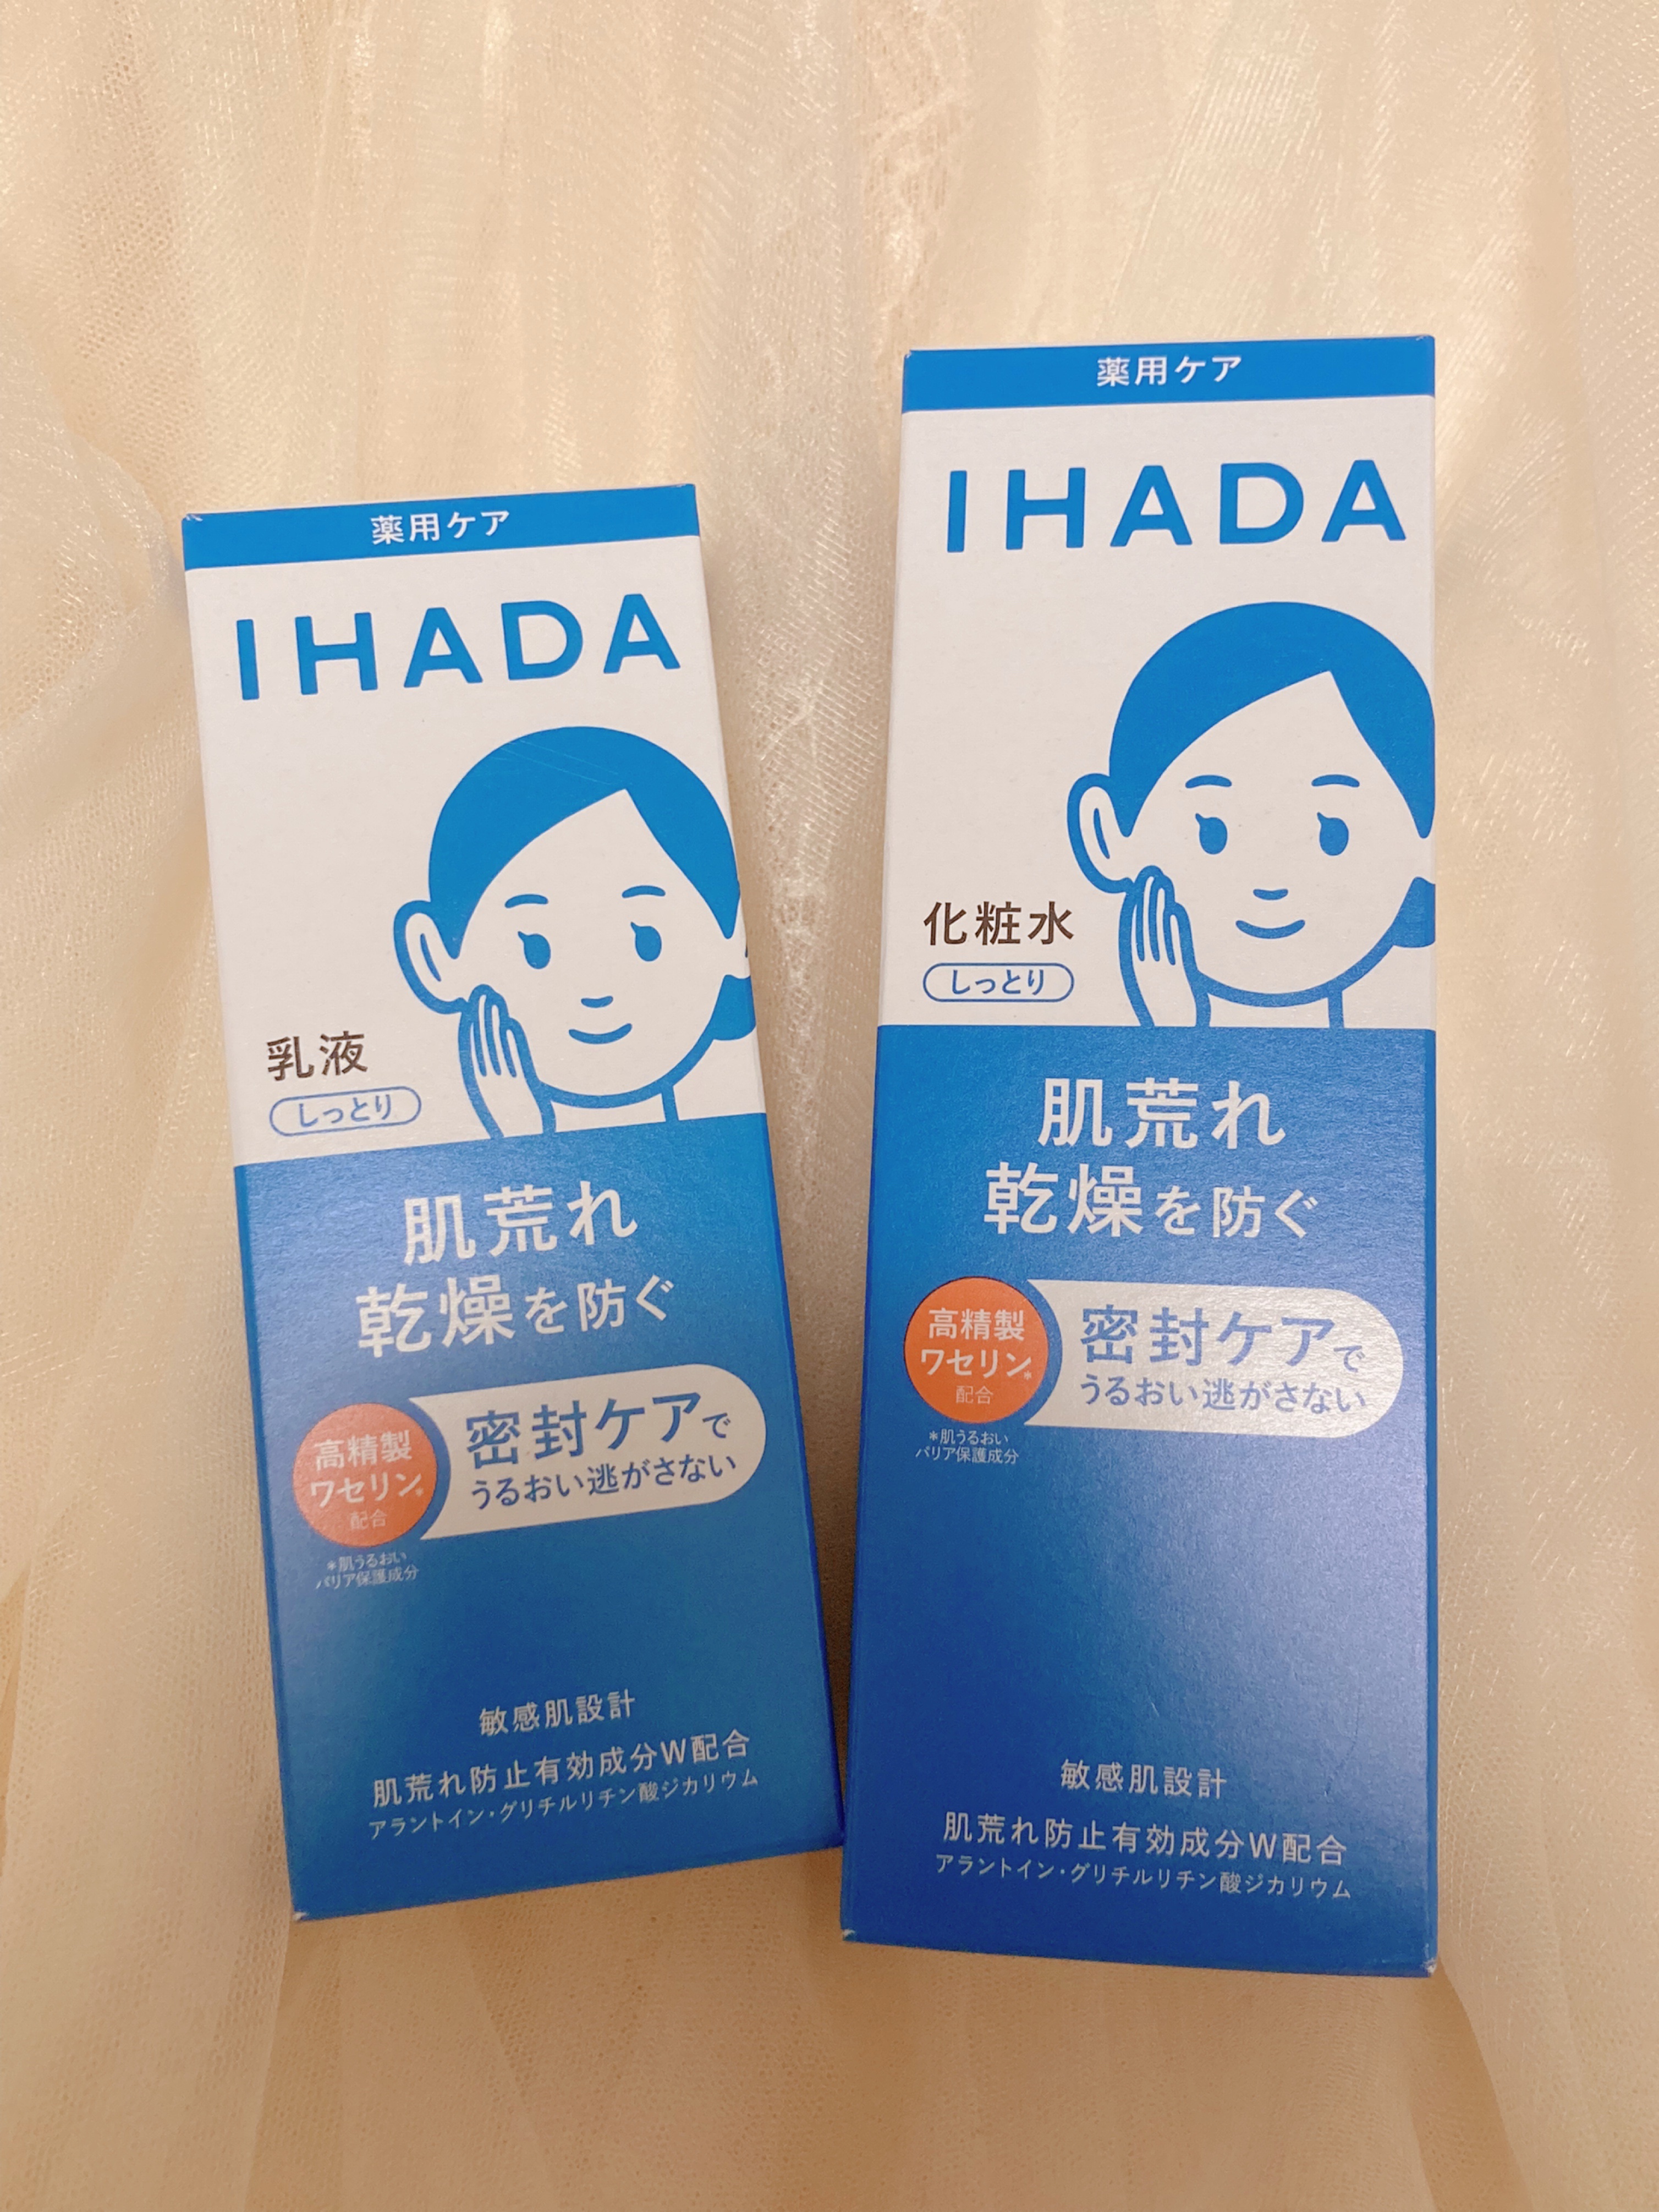 薬用ケア
IHADA
乳液
しっとり
肌荒れ
乾燥を防ぐ
高精製
ワセリン*
配合
密封ケアで
うるおい逃がさない
*肌うるおい
バリア保護成分
敏感肌設計
肌荒れ防止有効成分W配合
アラントイン・グリチルリチン酸ジカリウム
薬用ケア
IHADA
化粧水
しっとり
肌荒れ
乾燥を防ぐ
高精製
ワセリン*
配合
密封ケアで
うるおい逃がさない
*肌うるおい
バリア保護成分
敏感肌設計
肌荒れ防止有効成分W配合
アラントイン・グリチルリチン酸ジカリウム